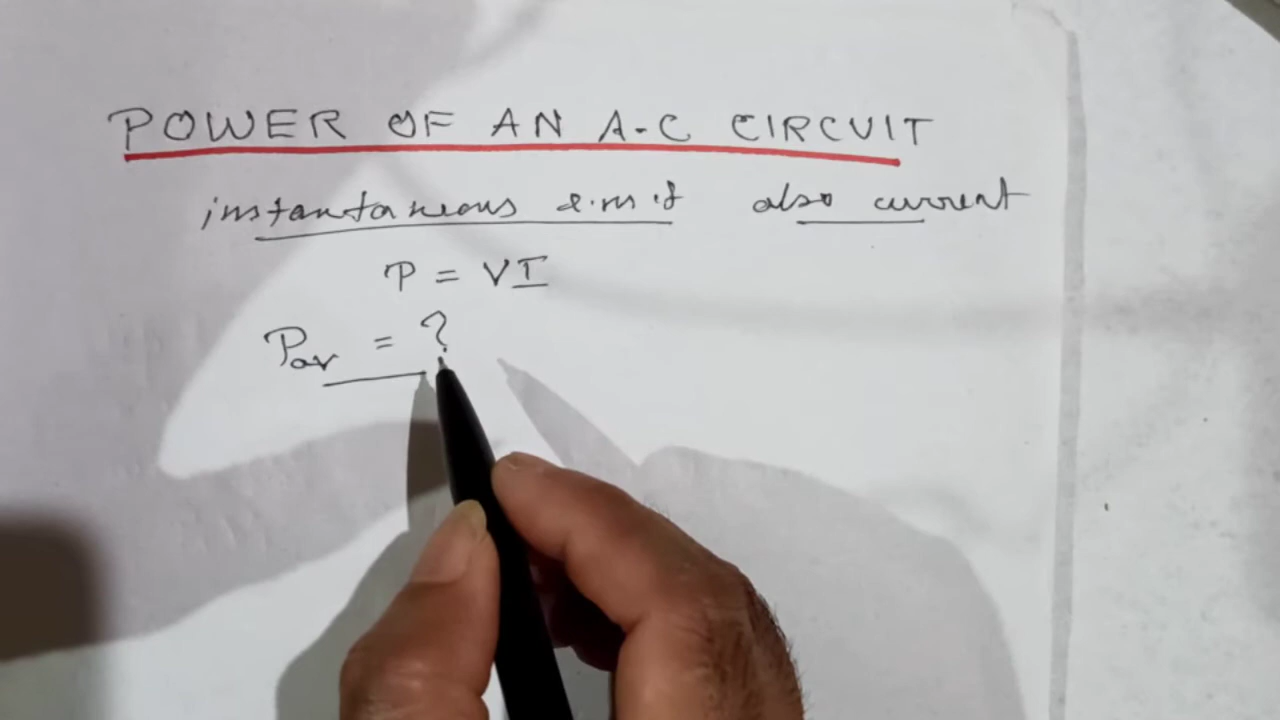 POWER OF AN A-C CIRCUIT
instantaneous e.m.f also current
P = VI
Pav = ?